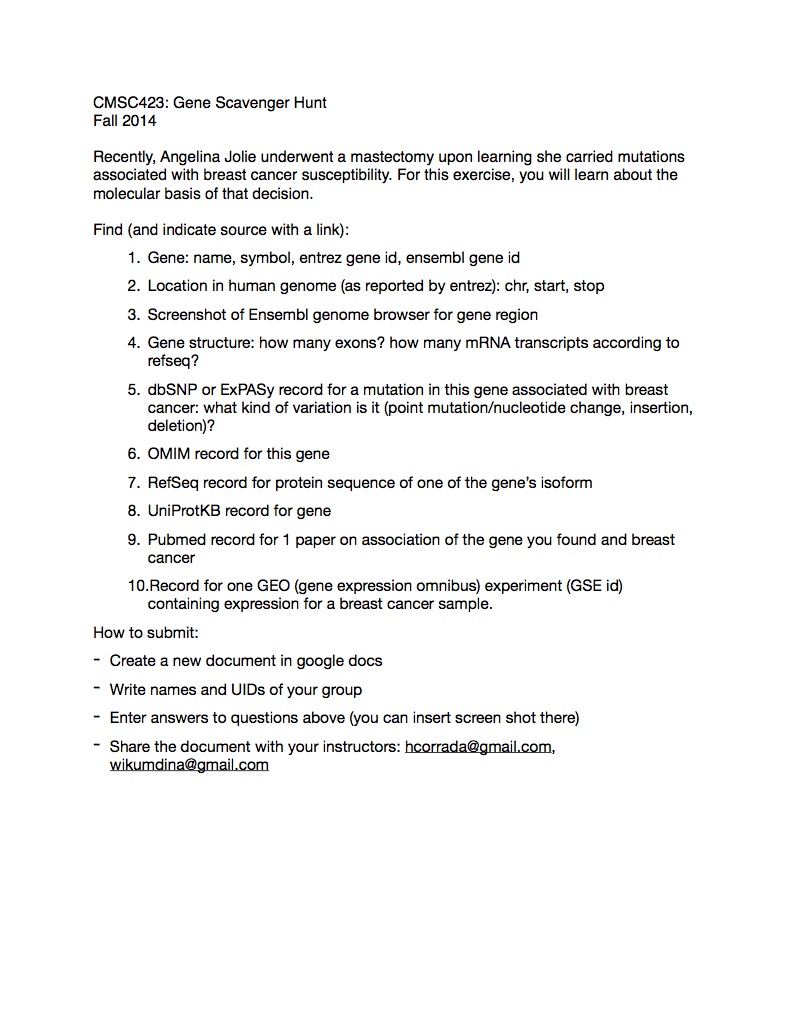 CMSC423: Gene Scavenger Hunt
Fall 2014
Recently, Angelina Jolie underwent a mastectomy upon learning she carried mutations
associated with breast cancer susceptibility. For this exercise, you will learn about the
molecular basis of that decision.
Find (and indicate source with a link):
1. Gene: name, symbol, entrez gene id, ensembl gene id
2. Location in human genome (as reported by entrez): chr, start, stop
3. Screenshot of Ensembl genome browser for gene region
4. Gene structure: how many exons? how many mRNA transcripts according to
refseq?
5. dbSNP or ExPASy record for a mutation in this gene associated with breast
cancer: what kind of variation is it (point mutation/nucleotide change, insertion,
deletion)?
6. OMIM record for this gene
7. RefSeq record for protein sequence of one of the gene's isoform
8. UniProtKB record for gene
9. Pubmed record for 1 paper on association of the gene you found and breast
cancer
10.Record for one GEO (gene expression omnibus) experiment (GSE id)
containing expression for a breast cancer sample.
How to submit:
- Create a new document in google docs
- Write names and UIDs of your group
- Enter answers to questions above (you can insert screen shot there)
- Share the document with your instructors: hcorrada@gmail.com,
wikumdina@gmail.com